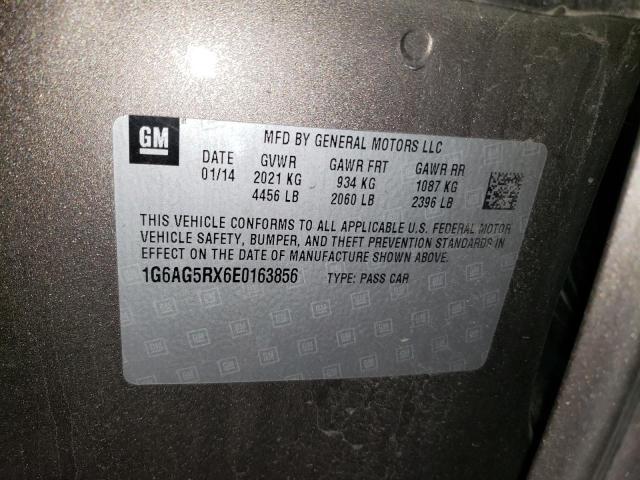 GM
MFD BY GENERAL MOTORS LLC
DATE GVWR GAWR FRT GAWR RR
01/14 2021 KG 934 KG 1087 KG
4456 LB 2060 LB 2396 LB
THIS VEHICLE CONFORMS TO ALL APPLICABLE U.S. FEDERAL MOTOR
VEHICLE SAFETY, BUMPER, AND THEFT PREVENTION STANDARDS IN
EFFECT ON THE DATE OF MANUFACTURE SHOWN ABOVE.
1G6AG5RX6E0163856 TYPE: PASS CAR